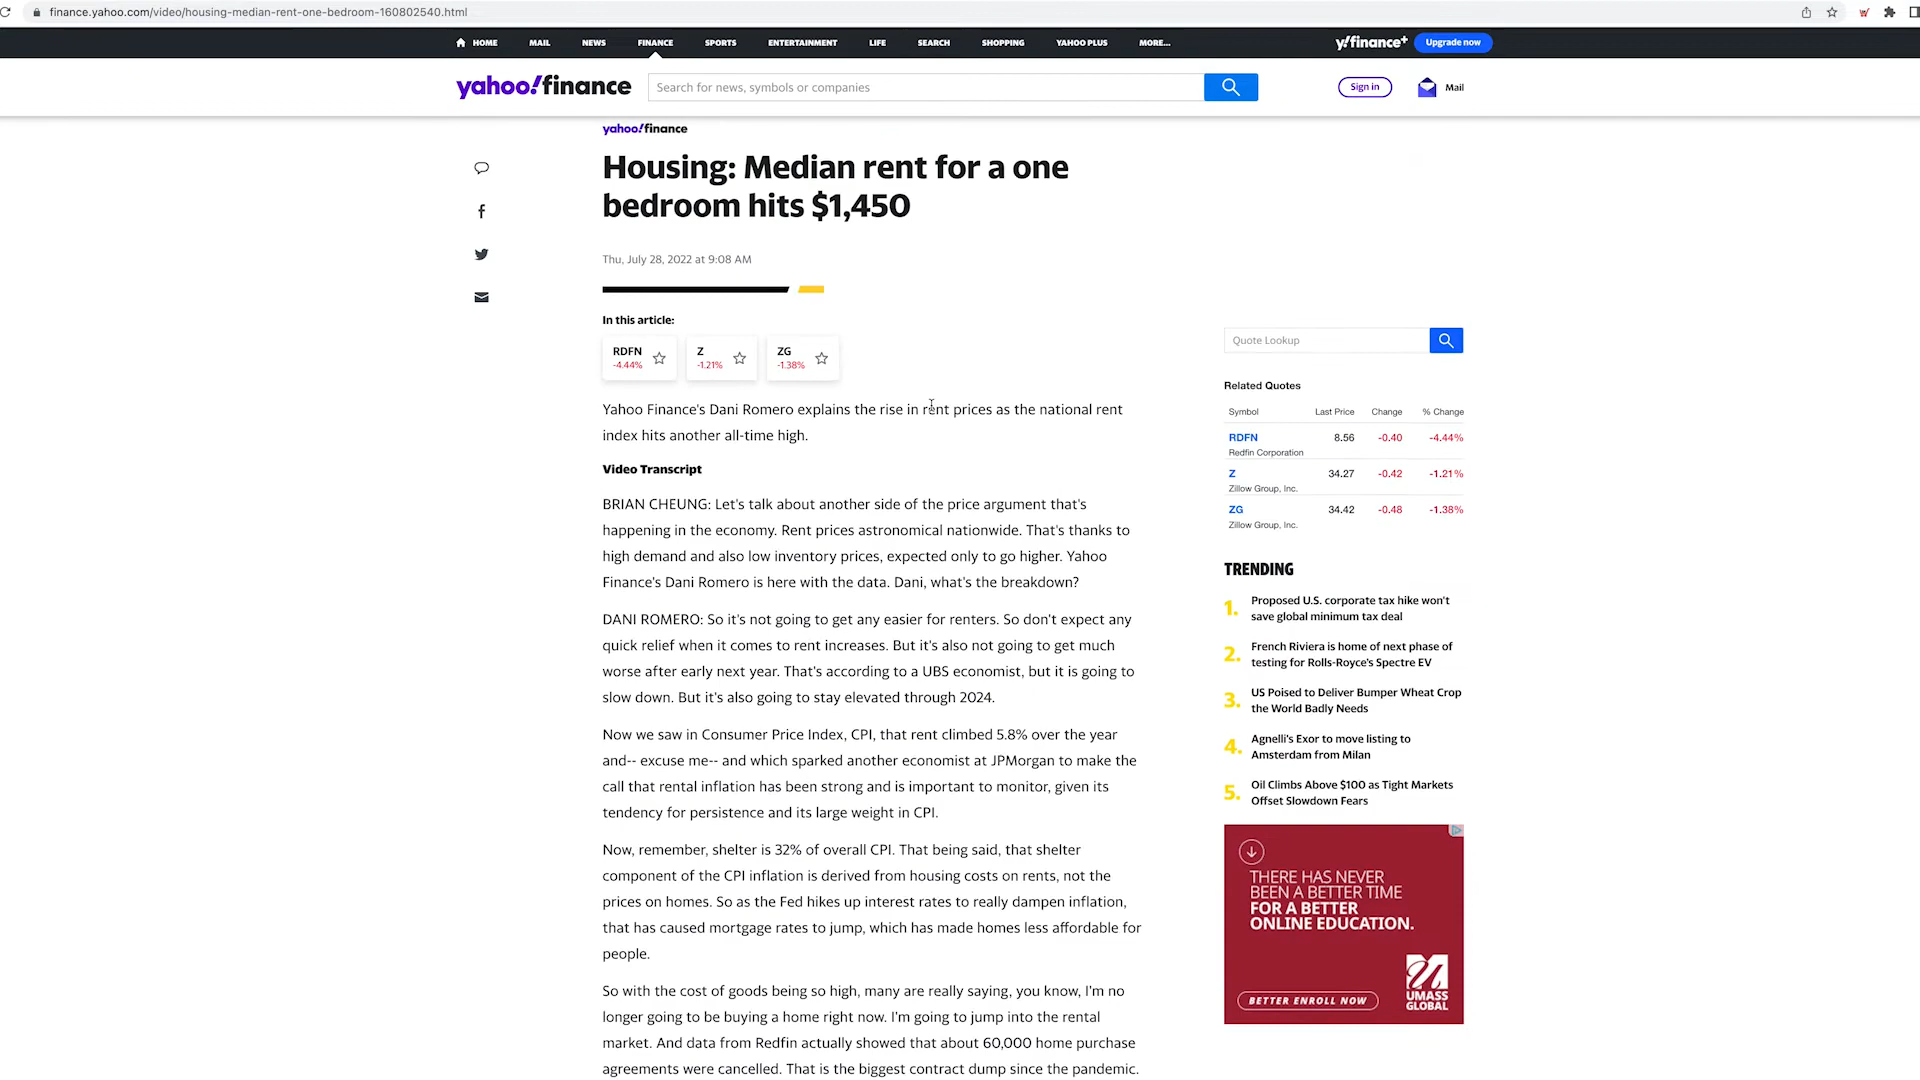 finance.yahoo.com/video/housing-median-rent-one-bedroom-160802540.html
HOME MAIL NEWS FINANCE SPORTS ENTERTAINMENT LIFE SEARCH SHOPPING YAHOO PLUS MORE... y!finance+ Upgrade now
yahoo!finance Search for news, symbols or companies Sign in Mail
yahoo!finance
Housing: Median rent for a one
bedroom hits $1,450
Thu, July 28, 2022 at 9:08 AM
In this article:
RDFN
-4.44%
Z
-1.21%
ZG
-1.38%
Yahoo Finance's Dani Romero explains the rise in rent prices as the national rent
index hits another all-time high.
Video Transcript
BRIAN CHEUNG: Let's talk about another side of the price argument that's
happening in the economy. Rent prices astronomical nationwide. That's thanks to
high demand and also low inventory prices, expected only to go higher. Yahoo
Finance's Dani Romero is here with the data. Dani, what's the breakdown?
DANI ROMERO: So it's not going to get any easier for renters. So don't expect any
quick relief when it comes to rent increases. But it's also not going to get much
worse after early next year. That's according to a UBS economist, but it is going to
slow down. But it's also going to stay elevated through 2024.
Now we saw in Consumer Price Index, CPI, that rent climbed 5.8% over the year
and-- excuse me-- and which sparked another economist at JPMorgan to make the
call that rental inflation has been strong and is important to monitor, given its
tendency for persistence and its large weight in CPI.
Now, remember, shelter is 32% of overall CPI. That being said, that shelter
component of the CPI inflation is derived from housing costs on rents, not the
prices on homes. So as the Fed hikes up interest rates to really dampen inflation,
that has caused mortgage rates to jump, which has made homes less affordable for
people.
So with the cost of goods being so high, many are really saying, you know, I'm no
longer going to be buying a home right now. I'm going to jump into the rental
market. And data from Redfin actually showed that about 60,000 home purchase
agreements were cancelled. That is the biggest contract dump since the pandemic.
Quote Lookup
Related Quotes
Symbol Last Price Change % Change
RDFN 8.56 -0.40 -4.44%
Redfin Corporation
Z 34.27 -0.42 -1.21%
Zillow Group, Inc.
ZG 34.42 -0.48 -1.38%
Zillow Group, Inc.
TRENDING
1. Proposed U.S. corporate tax hike won't
save global minimum tax deal
2. French Riviera is home of next phase of
testing for Rolls-Royce's Spectre EV
3. US Poised to Deliver Bumper Wheat Crop
the World Badly Needs
4. Agnelli's Exor to move listing to
Amsterdam from Milan
5. Oil Climbs Above $100 as Tight Markets
Offset Slowdown Fears
THERE HAS NEVER
BEEN A BETTER TIME
FOR A BETTER
ONLINE EDUCATION.
BETTER ENROLL NOW
UMASS
GLOBAL